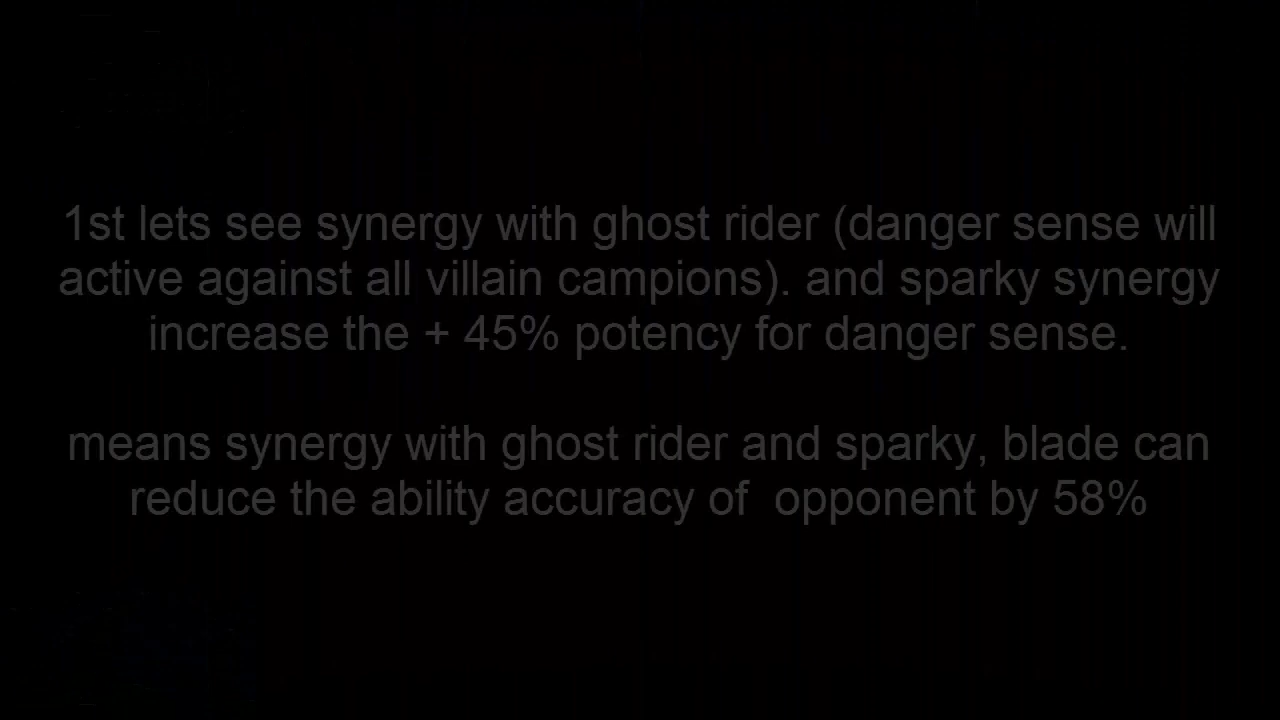 1st lets see synergy with ghost rider (danger sense will
active against all villain campions). and sparky synergy
increase the + 45% potency for danger sense.
means synergy with ghost rider and sparky, blade can
reduce the ability accuracy of  opponent by 58%